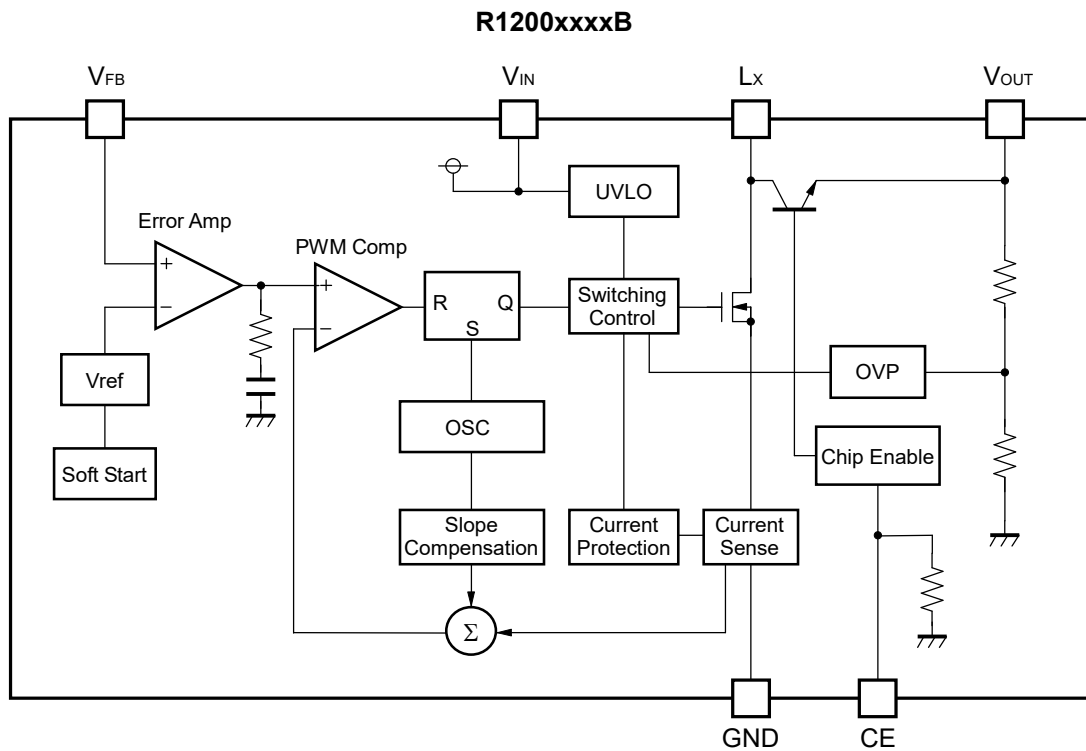 R1200xxxxB
VFB
VIN
LX
VOUT
UVLO
Error Amp
PWM Comp
+
−
+
−
R
Q
S
Switching
Control
Vref
OVP
OSC
Chip Enable
Soft Start
Slope
Compensation
Current
Protection
Current
Sense
Σ
GND
CE